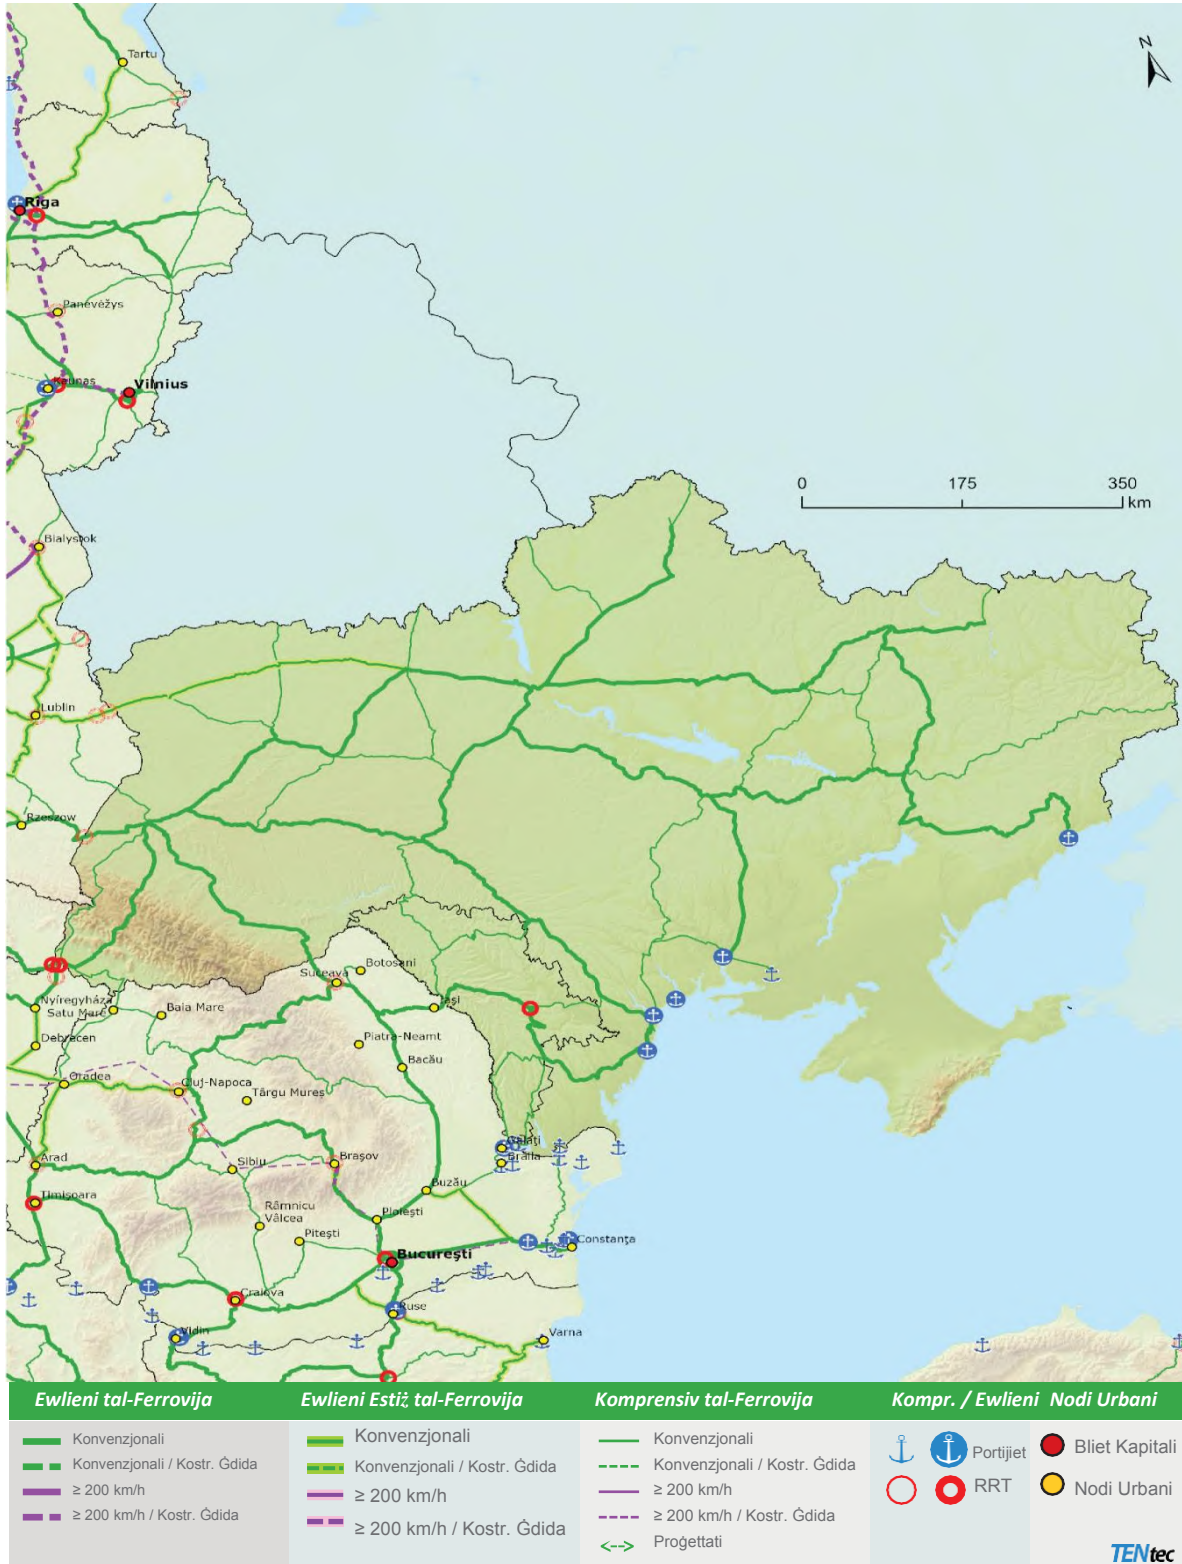 Tartu
N
Rīga
Panevėžys
Kaunas
Vilnius
0 175 350
km
Bialystok
Lublin
Rzeszow
Suceava
Botoşani
Nyíregyháza
Satu Mare
Baia Mare
Iaşi
Debrecen
Piatra-Neamt
Bacău
Oradea
Cluj-Napoca
Târgu Mures
Galaţi
Arad
Sibiu
Braşov
Brăila
Timişoara
Buzău
Râmnicu
Vâlcea
Ploieşti
Piteşti
Constanţa
Bucureşti
Craiova
Ruse
Vidin
Varna
Ewlieni tal-Ferrovija
Konvenzjonali
Konvenzjonali / Kostr. Ġdida
≥ 200 km/h
≥ 200 km/h / Kostr. Ġdida
Ewlieni Estiż tal-Ferrovija
Konvenzjonali
Konvenzjonali / Kostr. Ġdida
≥ 200 km/h
≥ 200 km/h / Kostr. Ġdida
Komprensiv tal-Ferrovija
Konvenzjonali
Konvenzjonali / Kostr. Ġdida
≥ 200 km/h
≥ 200 km/h / Kostr. Ġdida
Proġettati
Kompr. / Ewlieni
Portijiet
RRT
Nodi Urbani
Bliet Kapitali
Nodi Urbani
TENtec